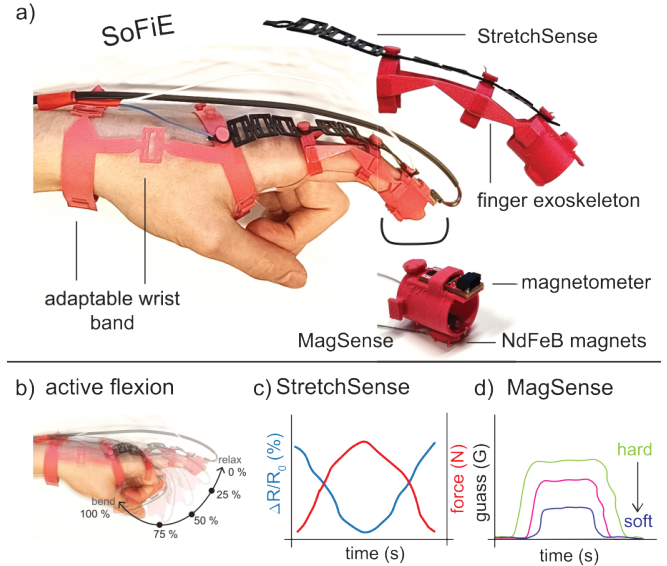 a)
SoFiE
StretchSense
finger exoskeleton
adaptable wrist
band
magnetometer
MagSense
NdFeB magnets
b) active flexion
relax
0 %
25 %
50 %
75 %
bend
100 %
c) StretchSense
ΔR/R₀ (%)
force (N)
time (s)
d) MagSense
guass (G)
hard
soft
time (s)